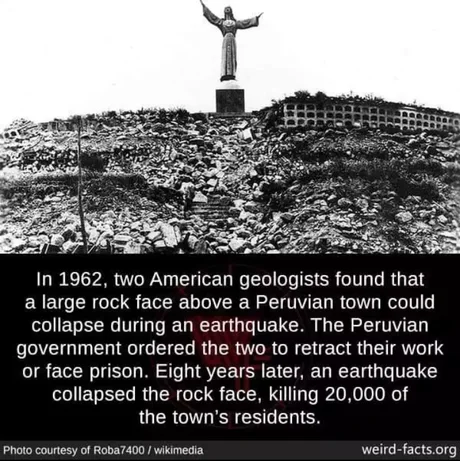 In 1962, two American geologists found that
a large rock face above a Peruvian town could
collapse during an earthquake. The Peruvian
government ordered the two to retract their work
or face prison. Eight years later, an earthquake
collapsed the rock face, killing 20,000 of
the town's residents.
Photo courtesy of Roba7400 / wikimedia
weird-facts.org